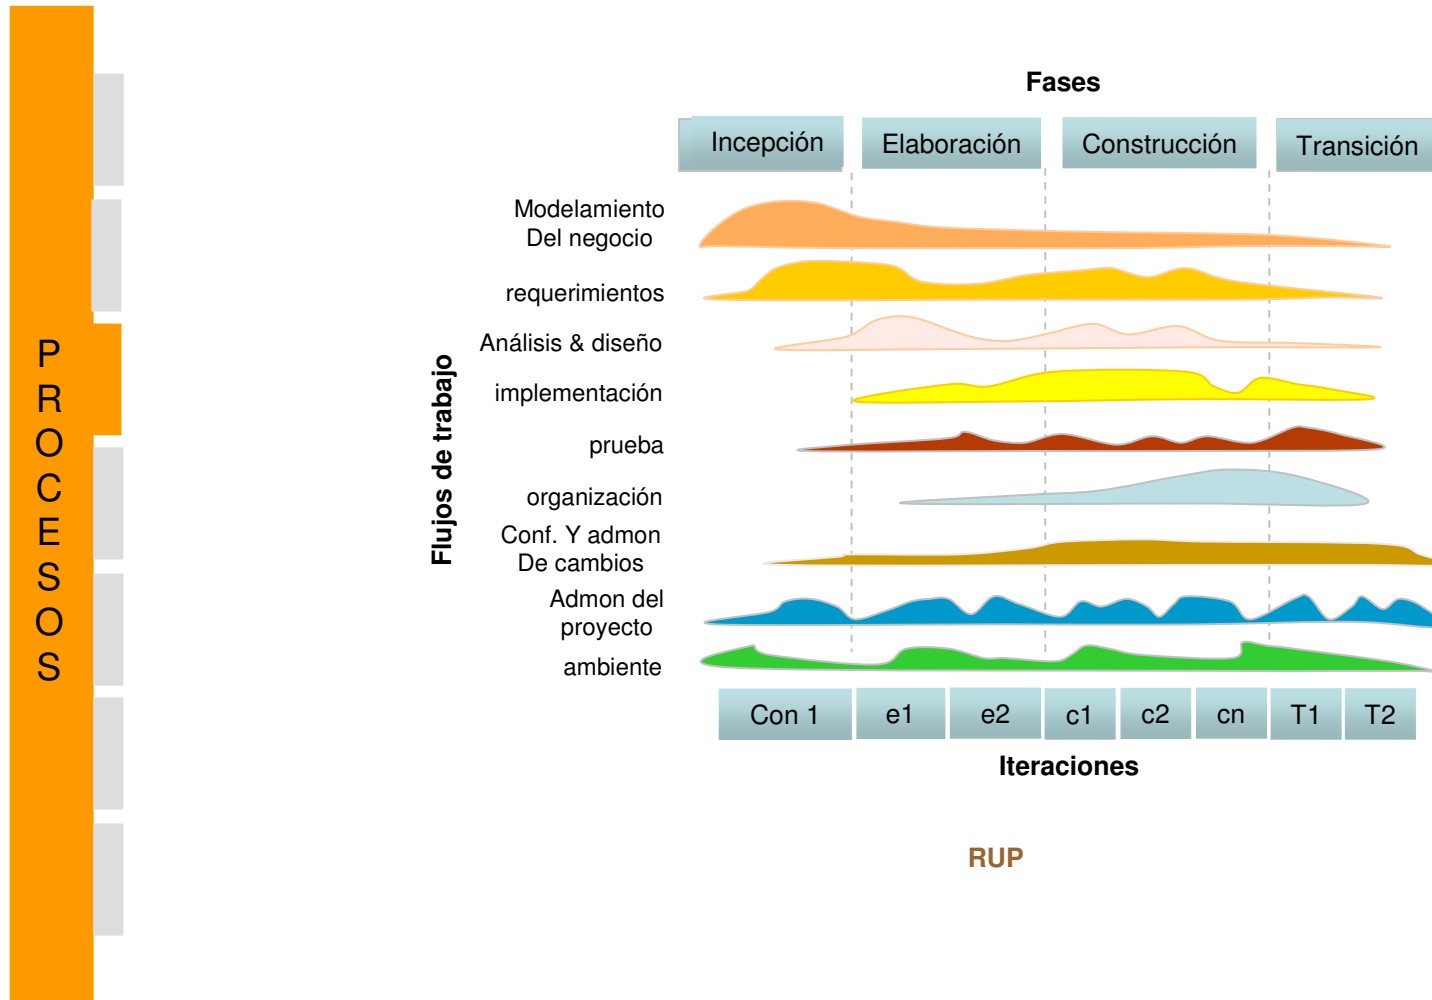 PROCESOS
Fases
Incepción
Elaboración
Construcción
Transición
Flujos de trabajo
Modelamiento
Del negocio
requerimientos
Análisis & diseño
implementación
prueba
organización
Conf. Y admon
De cambios
Admon del
proyecto
ambiente
Con 1
e1
e2
c1
c2
cn
T1
T2
Iteraciones
RUP